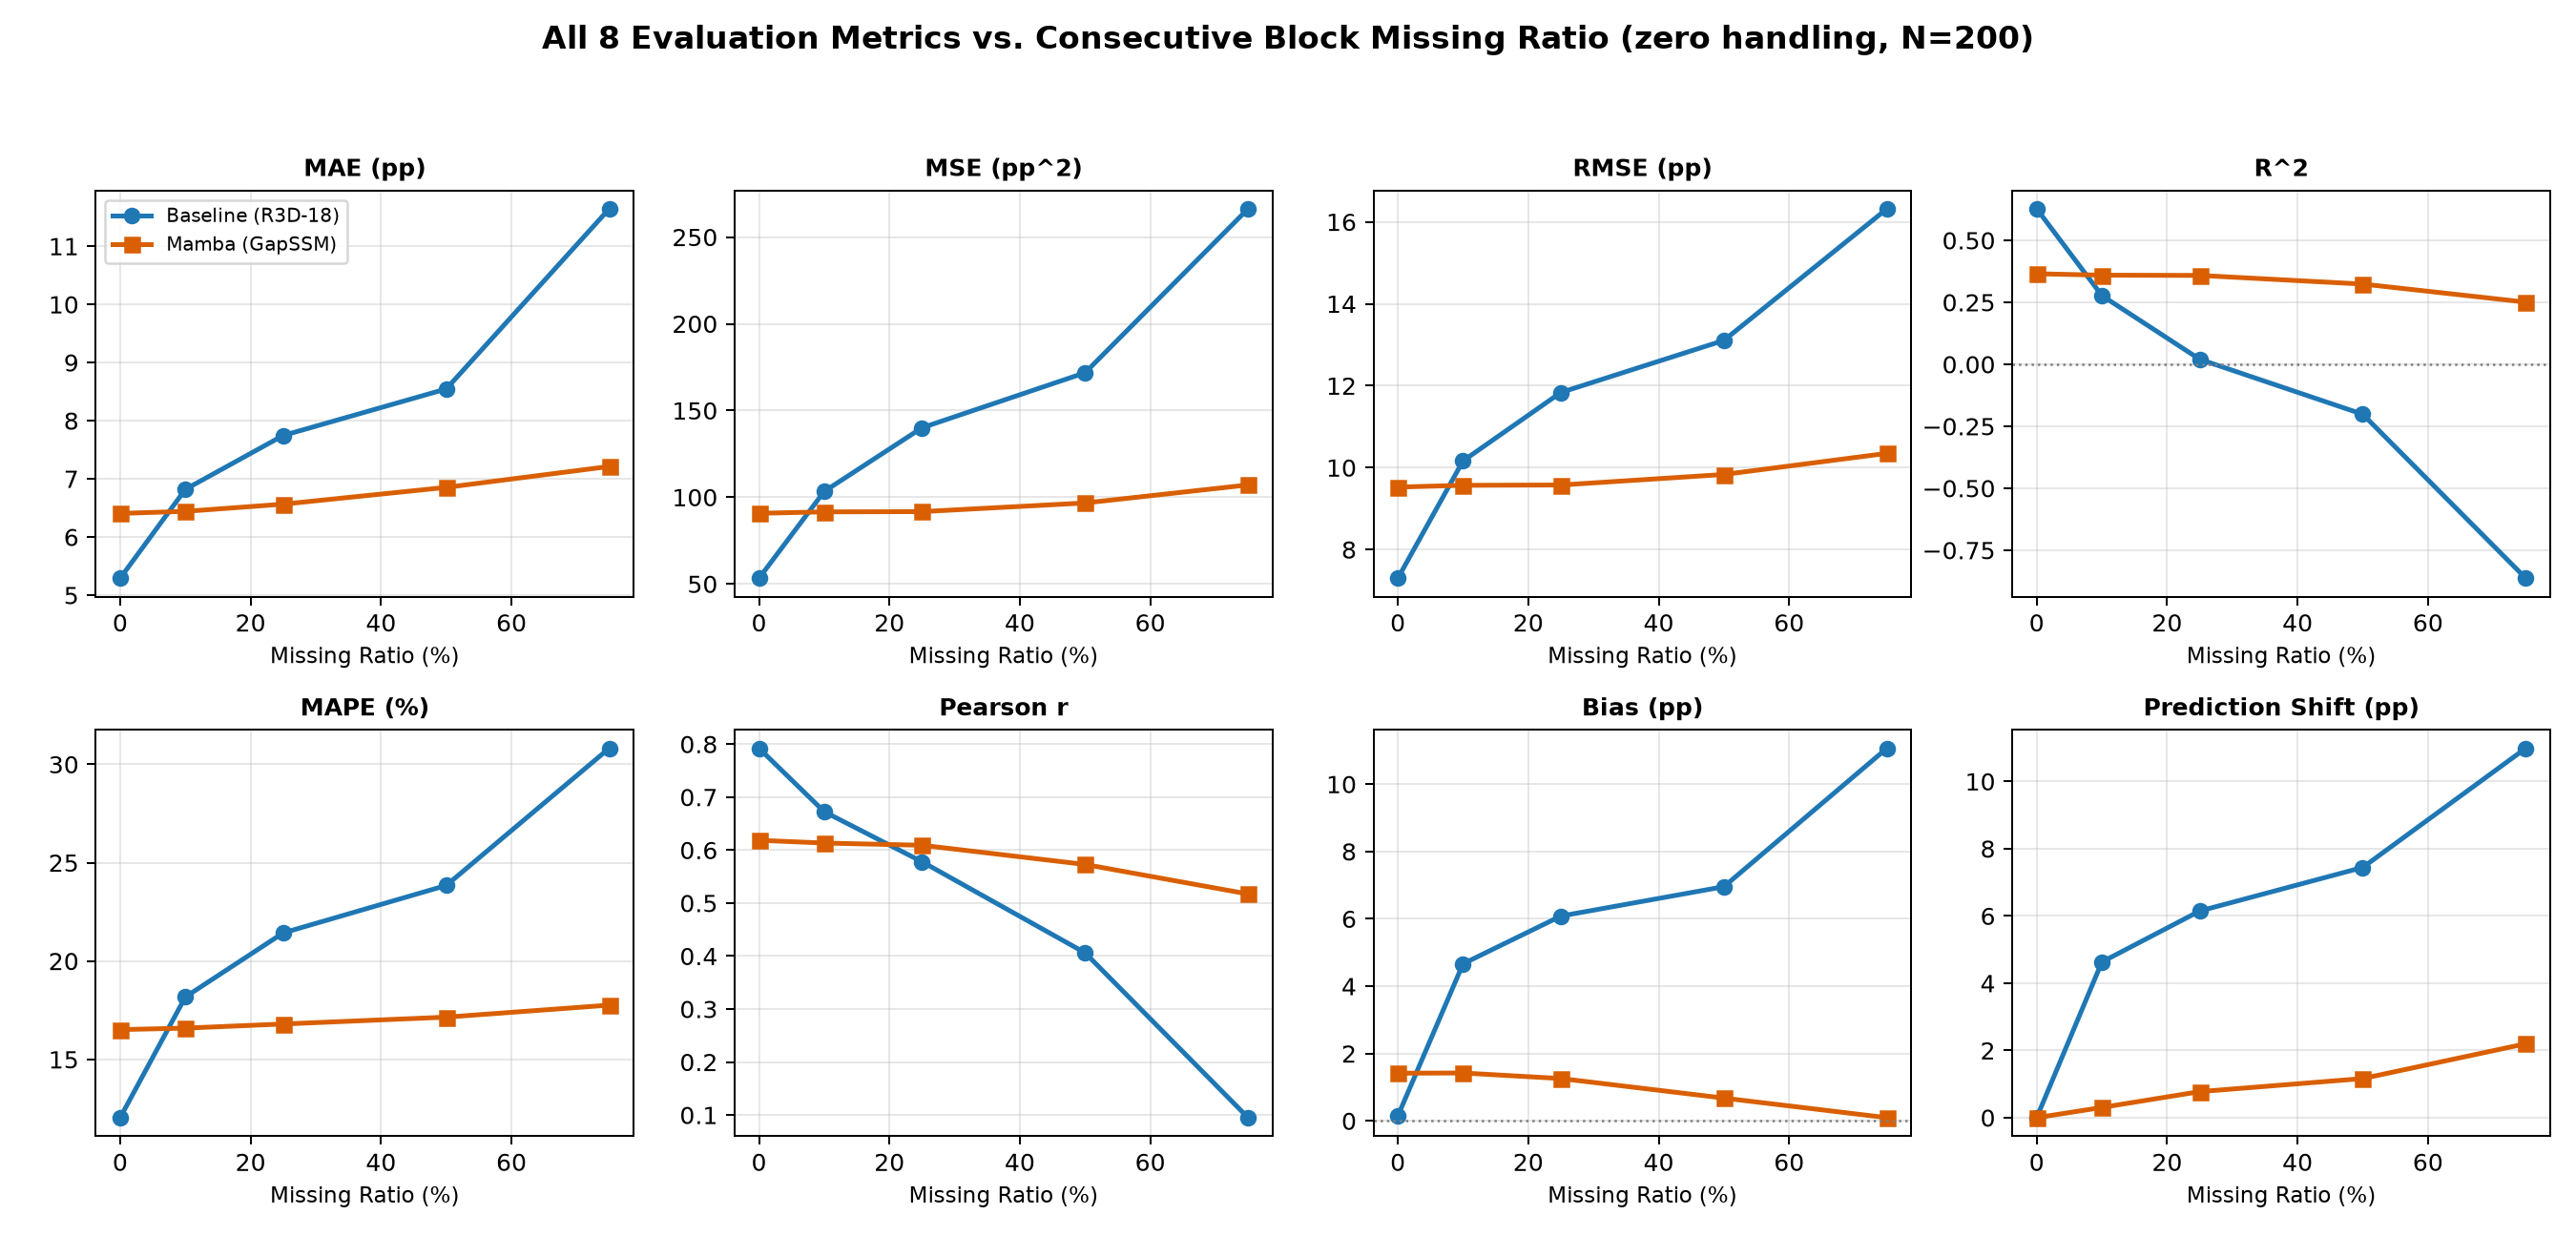 All 8 Evaluation Metrics vs. Consecutive Block Missing Ratio (zero handling, N=200)
MAE (pp)
Baseline (R3D-18)
Mamba (GapSSM)
11
10
9
8
7
6
5
0 20 40 60
Missing Ratio (%)
MSE (pp^2)
250
200
150
100
50
0 20 40 60
Missing Ratio (%)
RMSE (pp)
16
14
12
10
8
0 20 40 60
Missing Ratio (%)
R^2
0.50
0.25
0.00
−0.25
−0.50
−0.75
0 20 40 60
Missing Ratio (%)
MAPE (%)
30
25
20
15
0 20 40 60
Missing Ratio (%)
Pearson r
0.8
0.7
0.6
0.5
0.4
0.3
0.2
0.1
0 20 40 60
Missing Ratio (%)
Bias (pp)
10
8
6
4
2
0
0 20 40 60
Missing Ratio (%)
Prediction Shift (pp)
10
8
6
4
2
0
0 20 40 60
Missing Ratio (%)